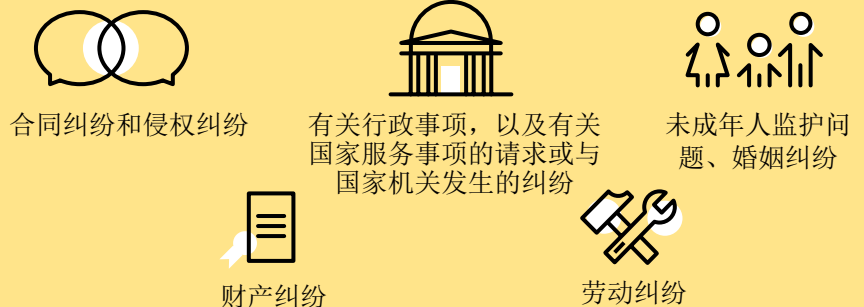 合同纠纷和侵权纠纷
有关行政事项，以及有关
国家服务事项的请求或与
国家机关发生的纠纷
未成年人监护问
题、婚姻纠纷
财产纠纷
劳动纠纷